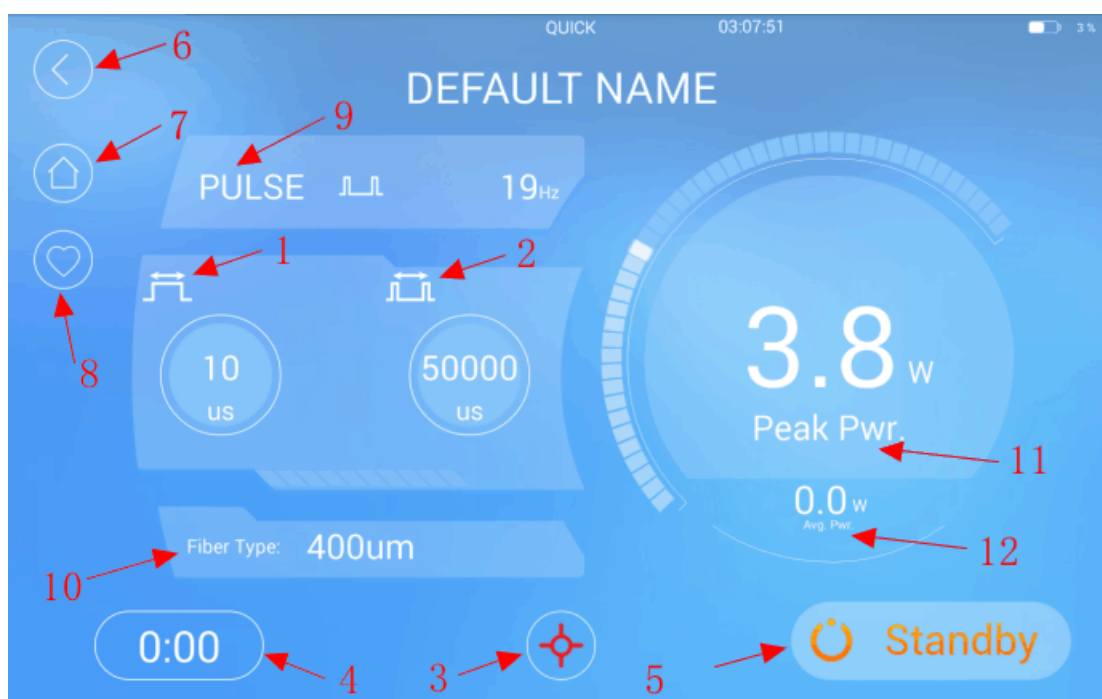 QUICK 03:07:51 3%
6
DEFAULT NAME
7
9
PULSE 19Hz
1 2
8
10 us
50000 us
3.8 W
Peak Pwr.
11
0.0 W
Avg. Pwr.
12
Fiber Type: 400um
10
0:00
4
3
5
Standby